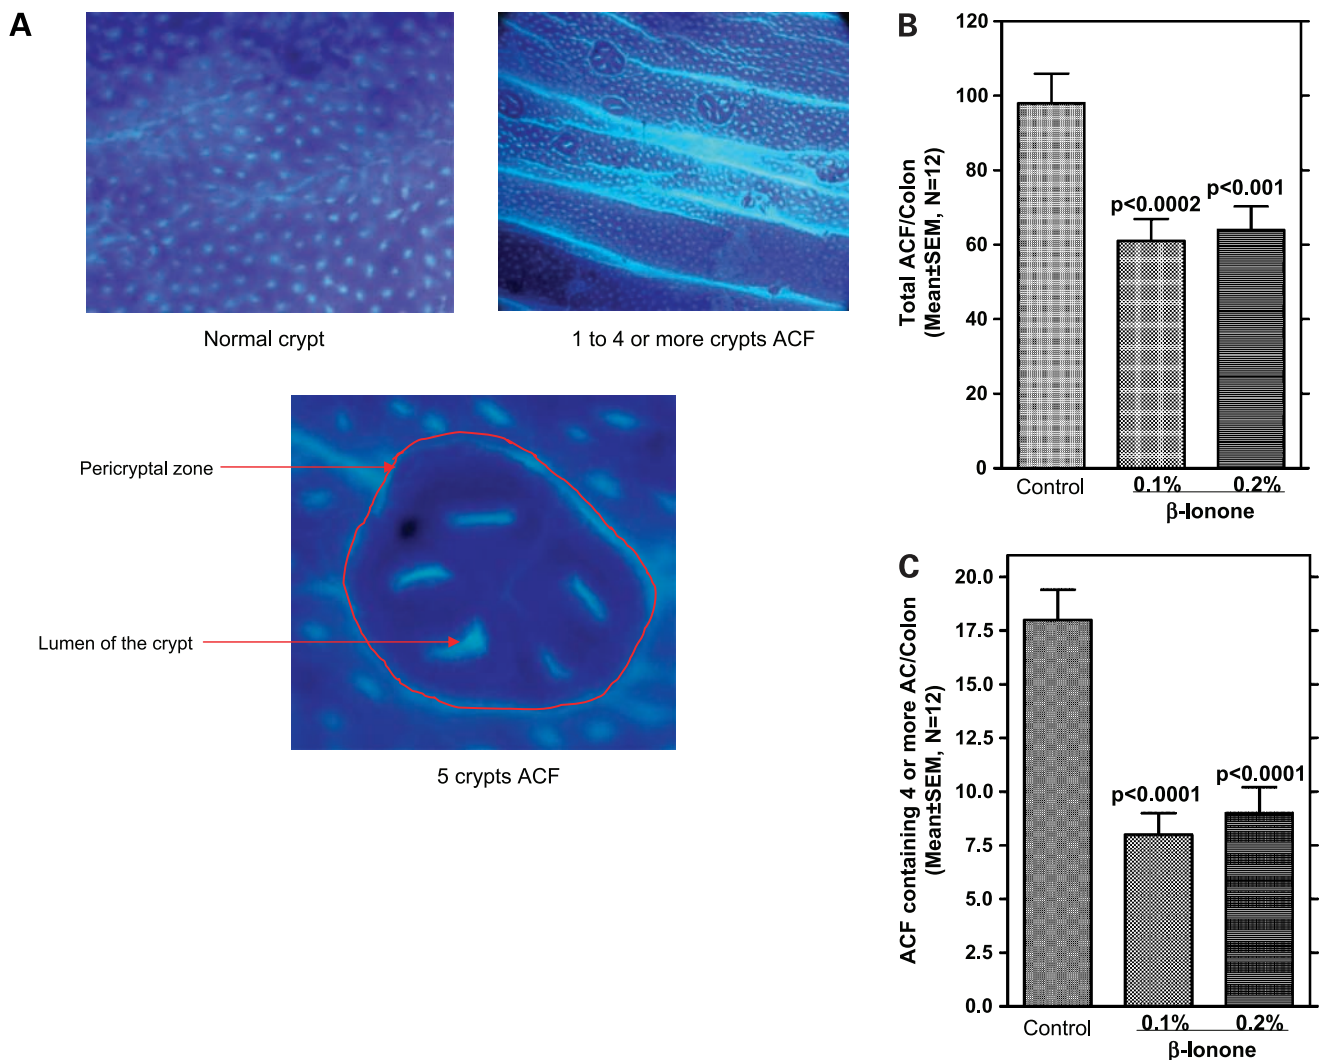 A
Normal crypt
1 to 4 or more crypts ACF
Pericryptal zone
Lumen of the crypt
5 crypts ACF
B
Total ACF/Colon
(Mean±SEM, N=12)
120
100
80
60
40
20
0
p<0.0002
p<0.001
Control
0.1%
0.2%
β-Ionone
C
ACF containing 4 or more AC/Colon
(Mean±SEM, N=12)
20.0
17.5
15.0
12.5
10.0
7.5
5.0
2.5
0.0
p<0.0001
p<0.0001
Control
0.1%
0.2%
β-Ionone